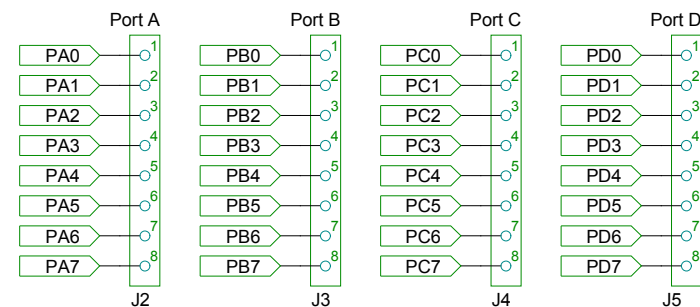 Port A Port B Port C Port D
PA0 1 PB0 1 PC0 1 PD0 1
PA1 2 PB1 2 PC1 2 PD1 2
PA2 3 PB2 3 PC2 3 PD2 3
PA3 4 PB3 4 PC3 4 PD3 4
PA4 5 PB4 5 PC4 5 PD4 5
PA5 6 PB5 6 PC5 6 PD5 6
PA6 7 PB6 7 PC6 7 PD6 7
PA7 8 PB7 8 PC7 8 PD7 8
J2 J3 J4 J5